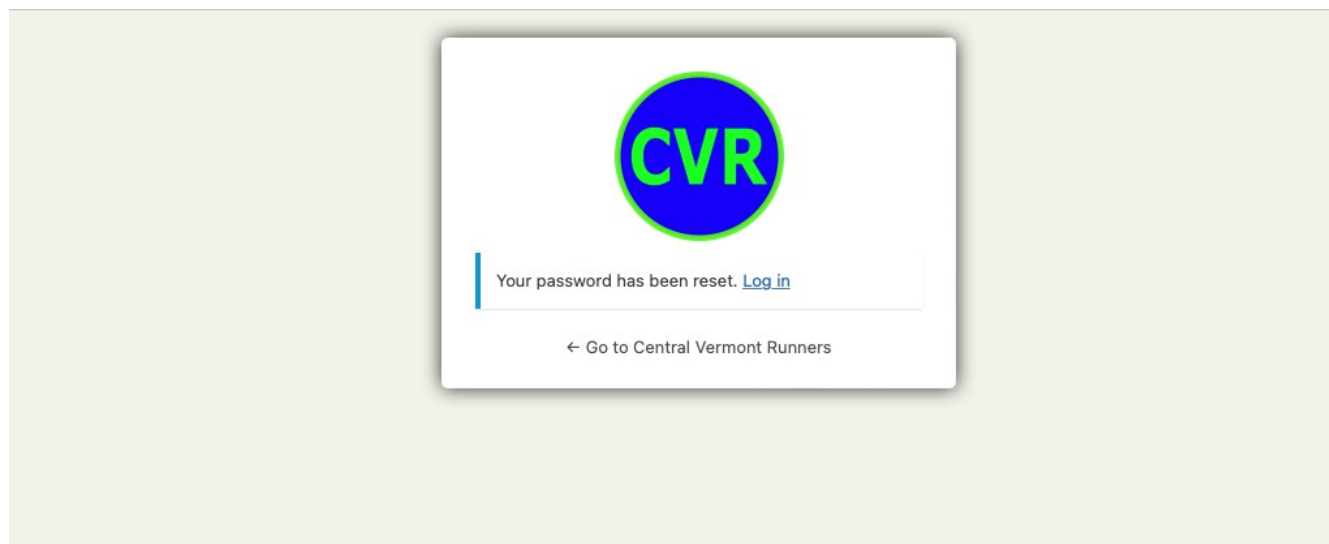 CVR
Your password has been reset. Log in
← Go to Central Vermont Runners